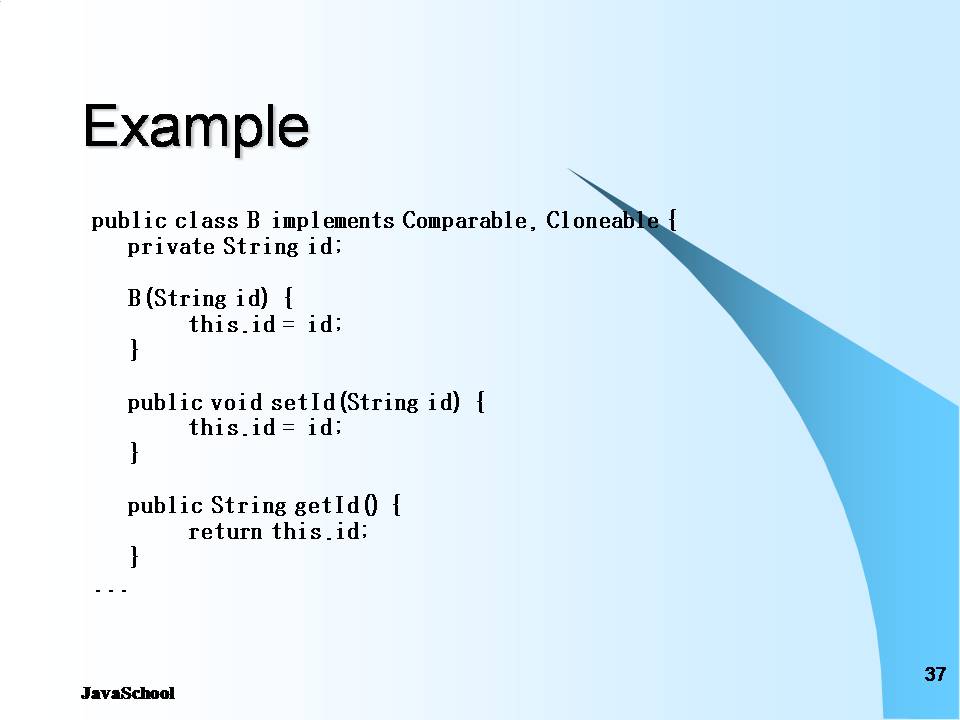 Example
public class B implements Comparable, Cloneable {
private String id;
B(String id) {
this.id = id;
}
public void setId(String id) {
this.id = id;
}
public String getId() {
return this.id;
}
...
37
JavaSchool